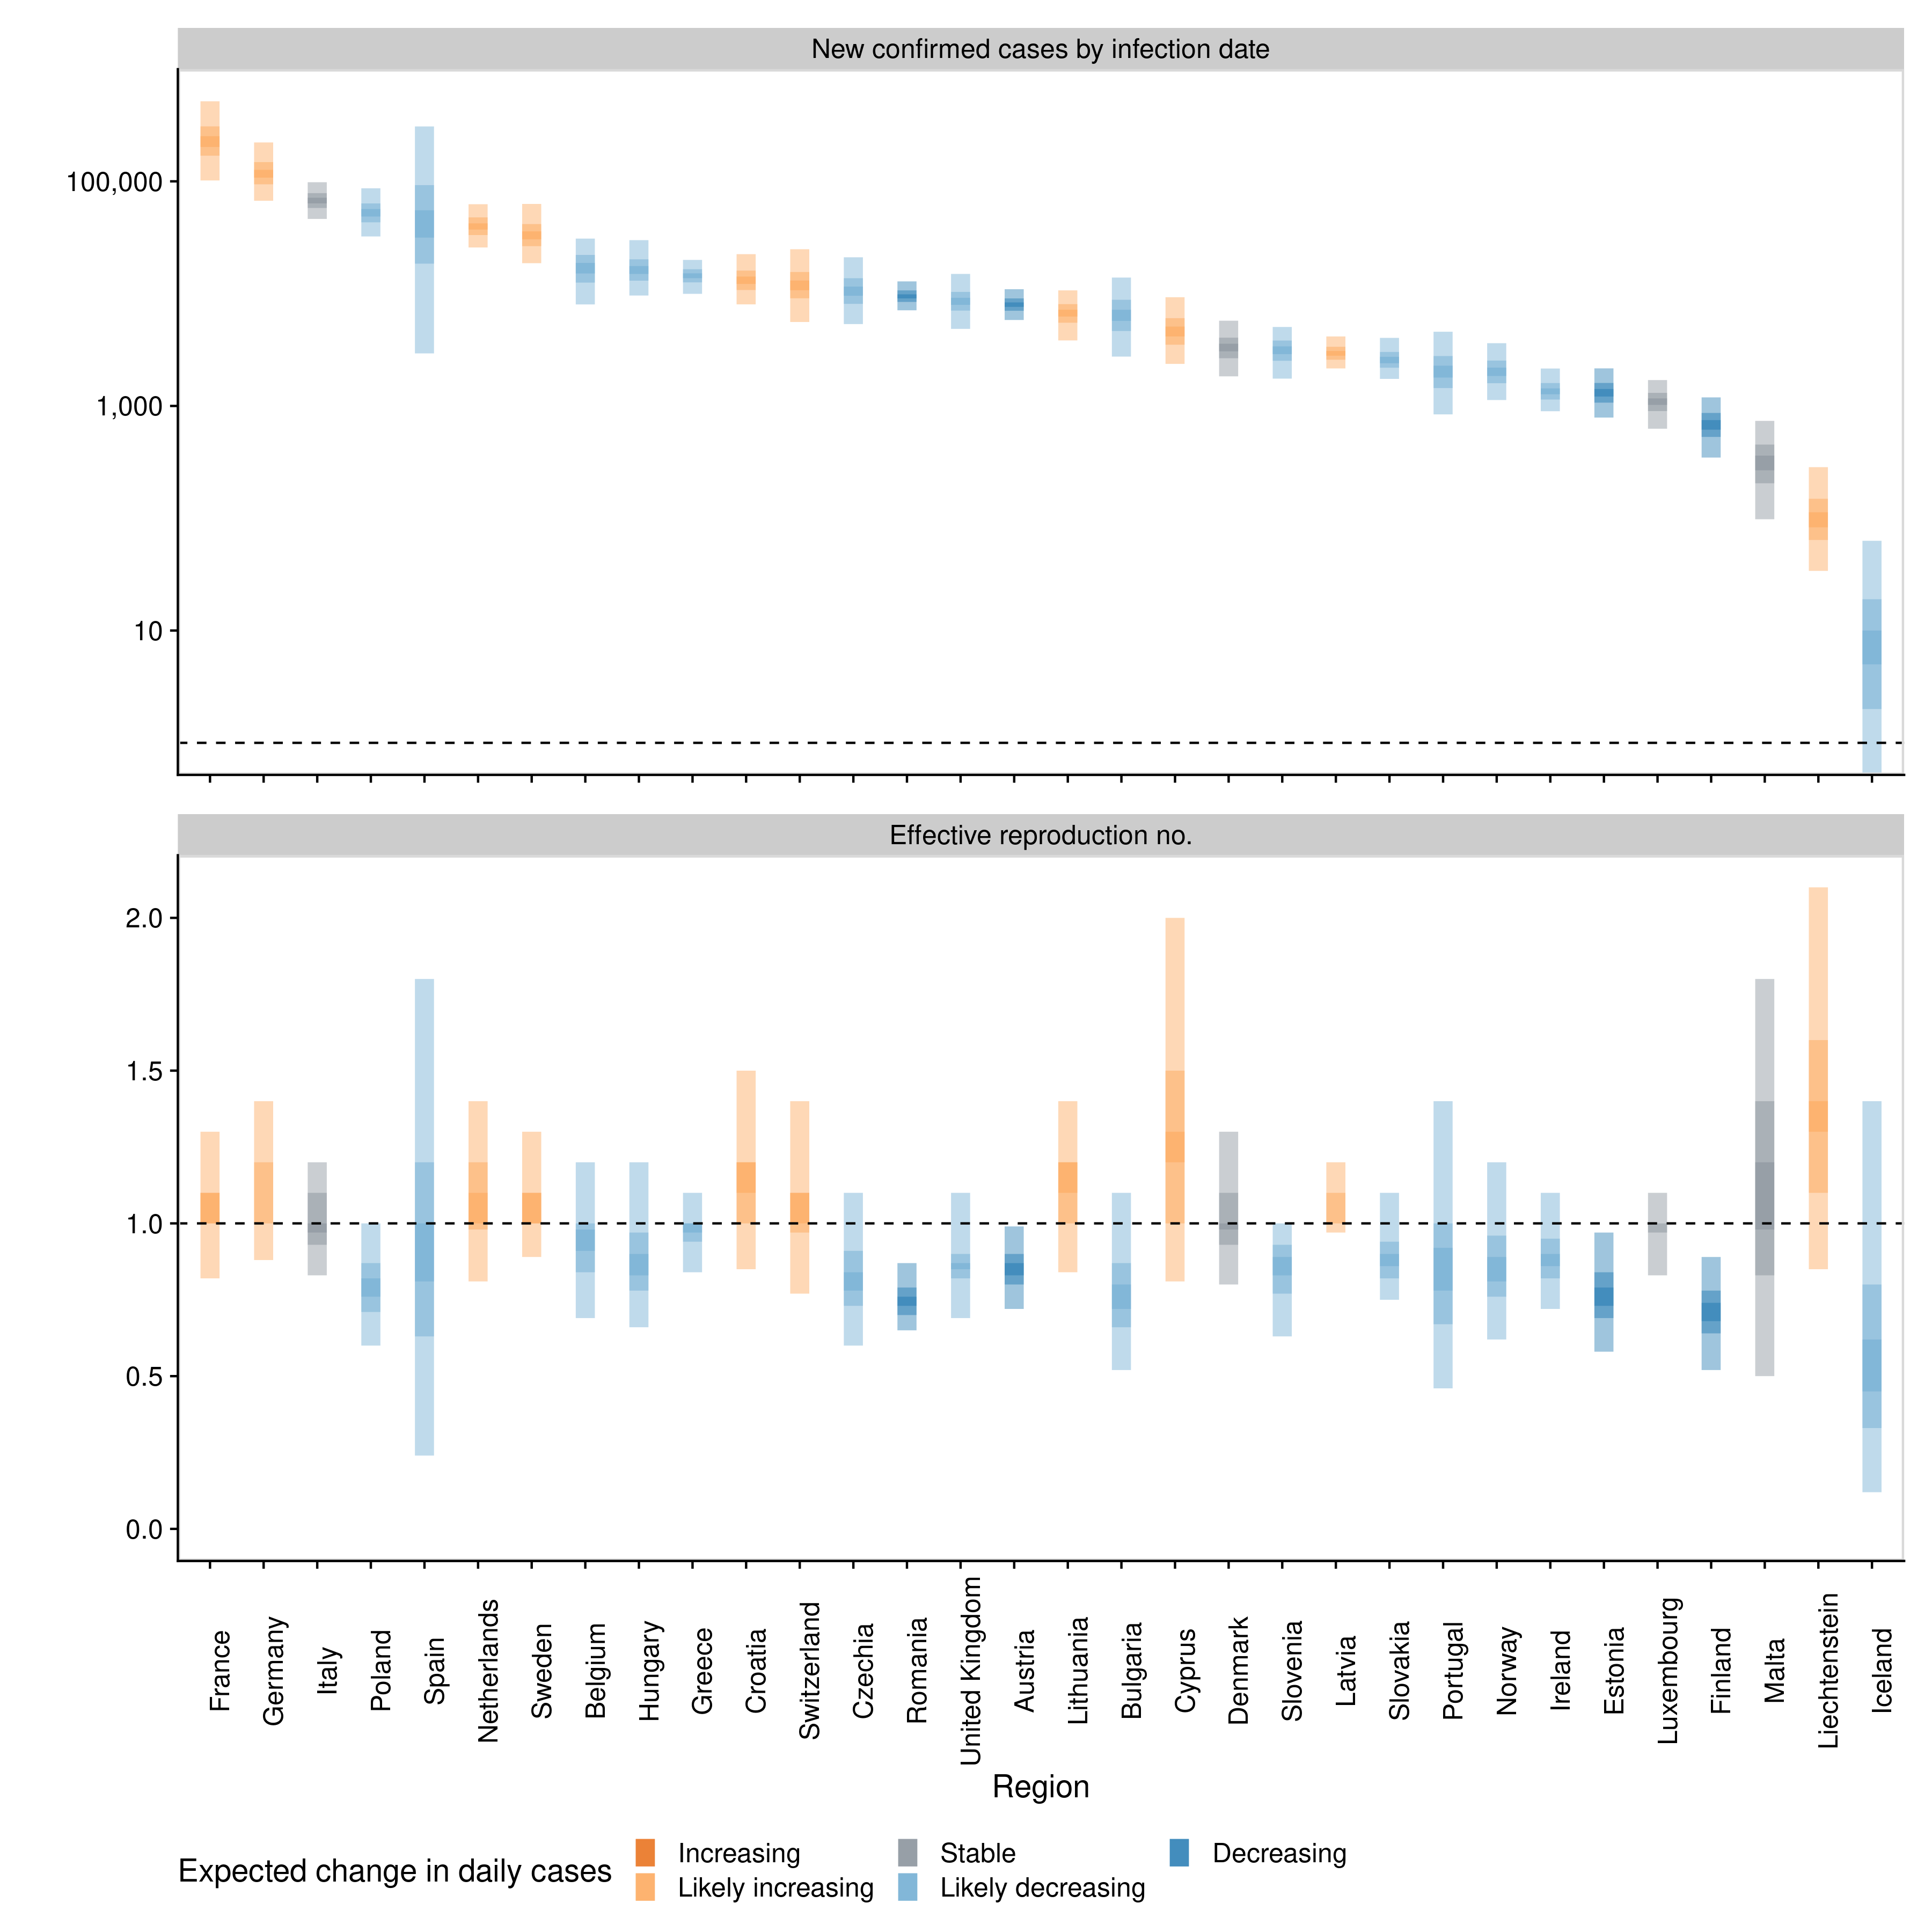 New confirmed cases by infection date
100,000
1,000
10
Effective reproduction no.
2.0
1.5
1.0
0.5
0.0
France
Germany
Italy
Poland
Spain
Netherlands
Sweden
Belgium
Hungary
Greece
Croatia
Switzerland
Czechia
Romania
United Kingdom
Austria
Lithuania
Bulgaria
Cyprus
Denmark
Slovenia
Latvia
Slovakia
Portugal
Norway
Ireland
Estonia
Luxembourg
Finland
Malta
Liechtenstein
Iceland
Region
Expected change in daily cases
Increasing
Likely increasing
Stable
Likely decreasing
Decreasing